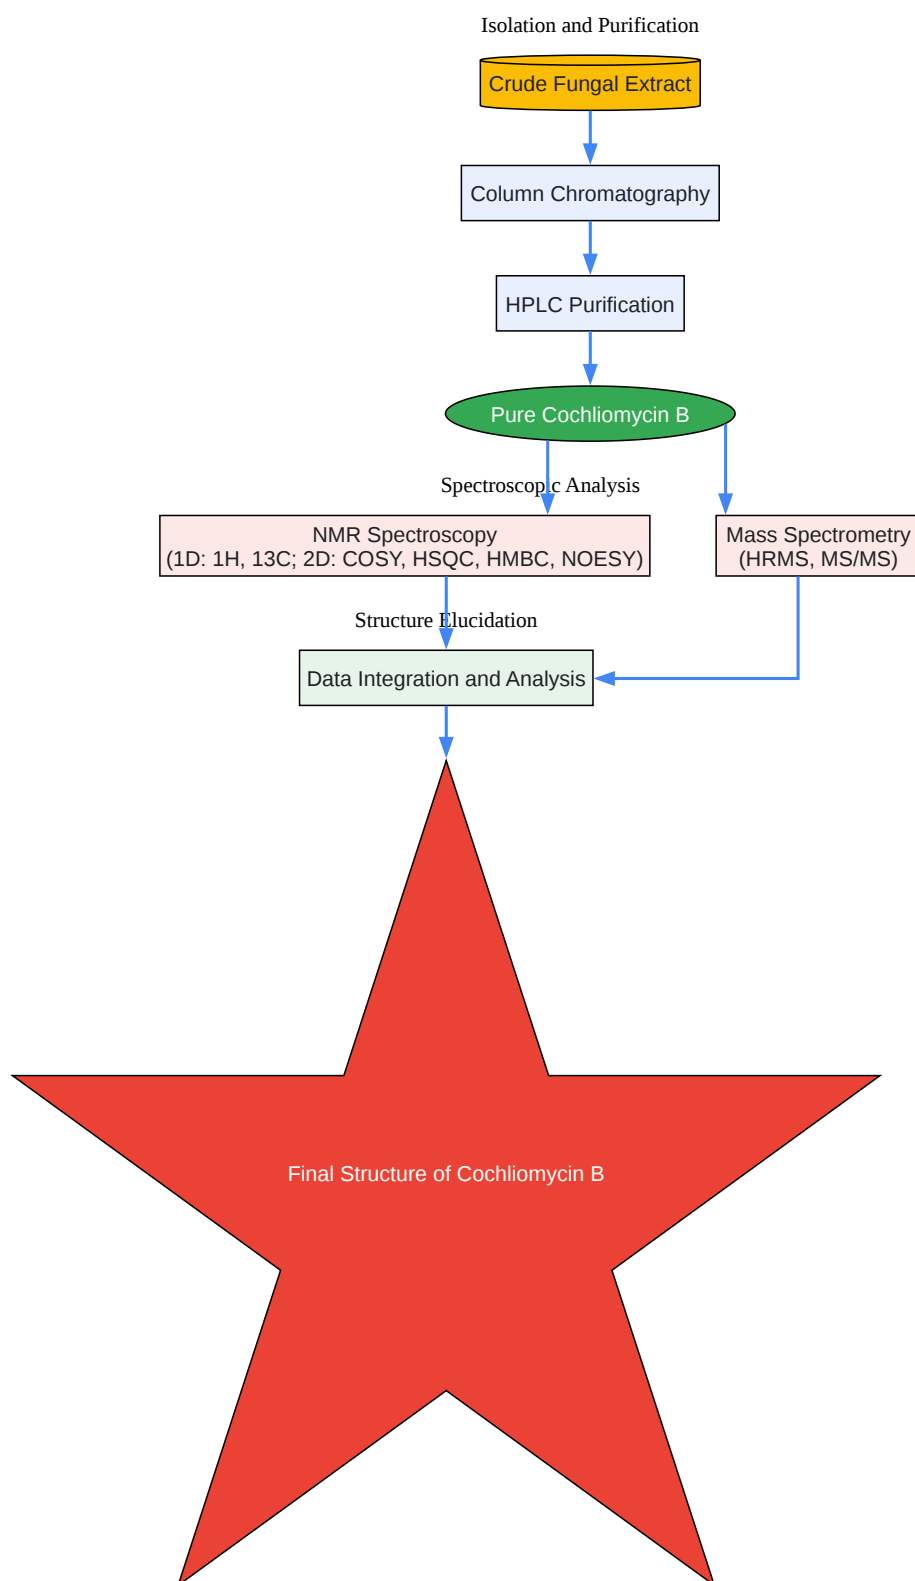 Isolation and Purification
Crude Fungal Extract
Column Chromatography
HPLC Purification
Pure Cochliomycin B
Spectroscopic Analysis
NMR Spectroscopy
(1D: 1H, 13C; 2D: COSY, HSQC, HMBC, NOESY)
Mass Spectrometry
(HRMS, MS/MS)
Structure Elucidation
Data Integration and Analysis
Final Structure of Cochliomycin B